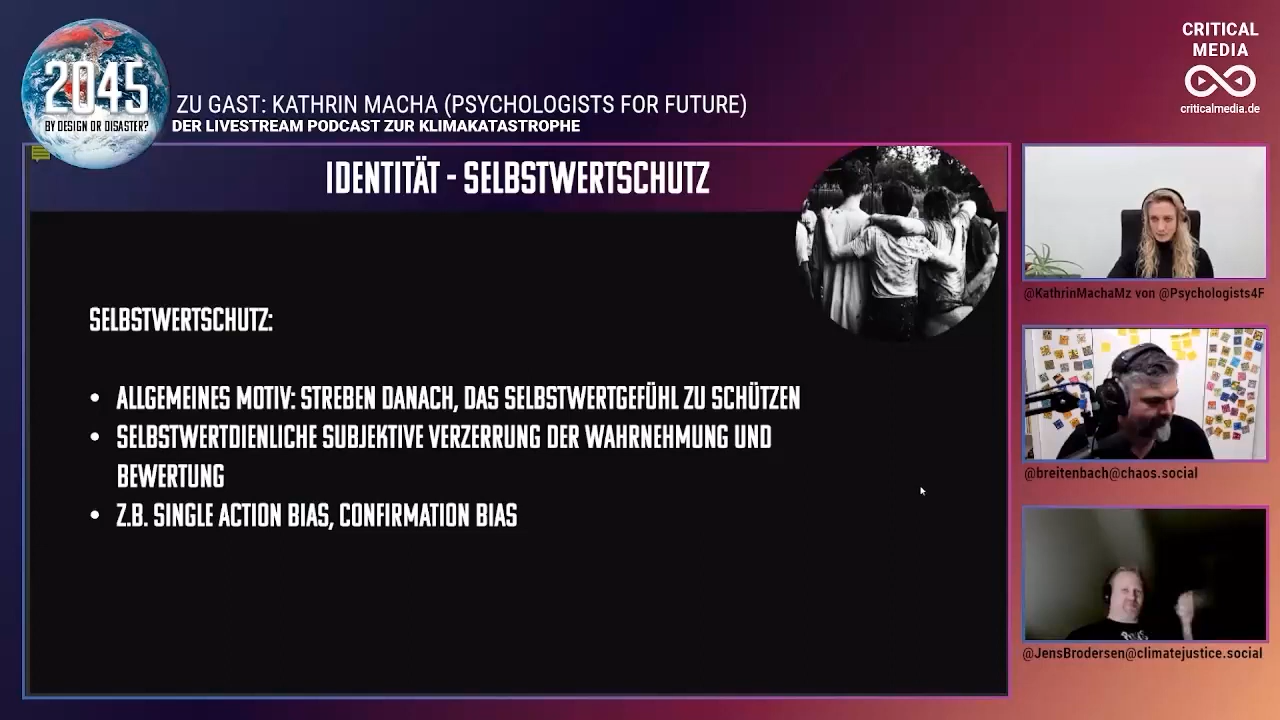 2045
BY DESIGN OR DISASTER?
ZU GAST: KATHRIN MACHA (PSYCHOLOGISTS FOR FUTURE)
DER LIVESTREAM PODCAST ZUR KLIMAKATASTROPHE
CRITICAL
MEDIA
criticalmedia.de
IDENTITÄT - SELBSTWERTSCHUTZ
SELBSTWERTSCHUTZ:
• ALLGEMEINES MOTIV: STREBEN DANACH, DAS SELBSTWERTGEFÜHL ZU SCHÜTZEN
• SELBSTWERTDIENLICHE SUBJEKTIVE VERZERRUNG DER WAHRNEHMUNG UND
BEWERTUNG
• Z.B. SINGLE ACTION BIAS, CONFIRMATION BIAS
@KathrinMachaMz von @Psychologists4F
@breitenbach@chaos.social
@JensBrodersen@climatejustice.social